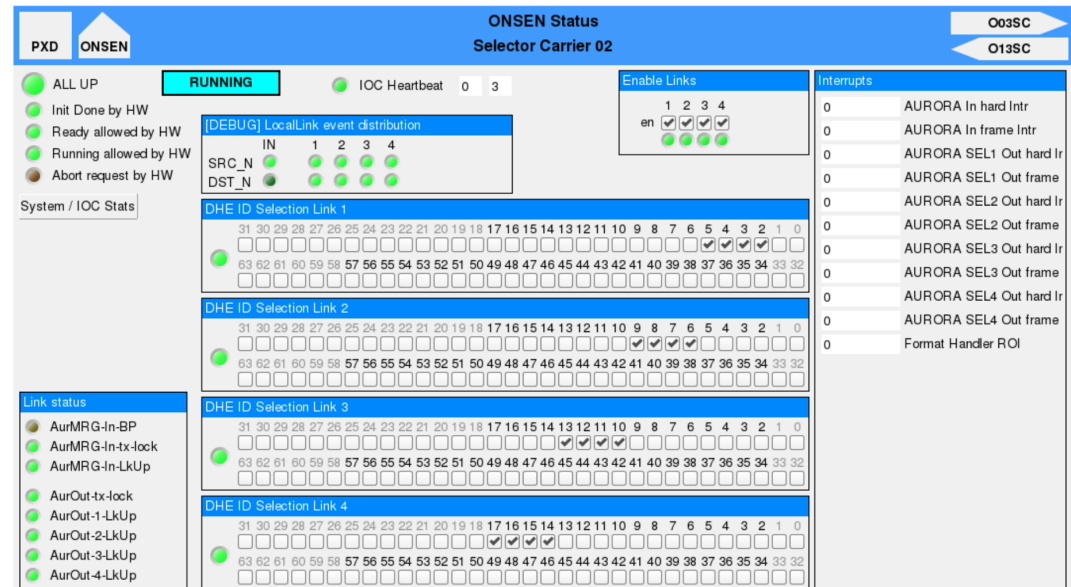 ONSEN Status
Selector Carrier 02
PXD ONSEN
O03SC
O13SC
ALL UP
RUNNING
IOC Heartbeat 0 3
Init Done by HW
Ready allowed by HW
Running allowed by HW
Abort request by HW
System / IOC Stats
[DEBUG] LocalLink event distribution
IN 1 2 3 4
SRC_N
DST_N
Enable Links
1 2 3 4
en
DHE ID Selection Link 1
31 30 29 28 27 26 25 24 23 22 21 20 19 18 17 16 15 14 13 12 11 10 9 8 7 6 5 4 3 2 1 0
63 62 61 60 59 58 57 56 55 54 53 52 51 50 49 48 47 46 45 44 43 42 41 40 39 38 37 36 35 34 33 32
DHE ID Selection Link 2
31 30 29 28 27 26 25 24 23 22 21 20 19 18 17 16 15 14 13 12 11 10 9 8 7 6 5 4 3 2 1 0
63 62 61 60 59 58 57 56 55 54 53 52 51 50 49 48 47 46 45 44 43 42 41 40 39 38 37 36 35 34 33 32
DHE ID Selection Link 3
31 30 29 28 27 26 25 24 23 22 21 20 19 18 17 16 15 14 13 12 11 10 9 8 7 6 5 4 3 2 1 0
63 62 61 60 59 58 57 56 55 54 53 52 51 50 49 48 47 46 45 44 43 42 41 40 39 38 37 36 35 34 33 32
DHE ID Selection Link 4
31 30 29 28 27 26 25 24 23 22 21 20 19 18 17 16 15 14 13 12 11 10 9 8 7 6 5 4 3 2 1 0
63 62 61 60 59 58 57 56 55 54 53 52 51 50 49 48 47 46 45 44 43 42 41 40 39 38 37 36 35 34 33 32
Link status
AurMRG-In-BP
AurMRG-In-tx-lock
AurMRG-In-LkUp
AurOut-tx-lock
AurOut-1-LkUp
AurOut-2-LkUp
AurOut-3-LkUp
AurOut-4-LkUp
Interrupts
0 AURORA In hard Intr
0 AURORA In frame Intr
0 AURORA SEL1 Out hard Ir
0 AURORA SEL1 Out frame
0 AURORA SEL2 Out hard Ir
0 AURORA SEL2 Out frame
0 AURORA SEL3 Out hard Ir
0 AURORA SEL3 Out frame
0 AURORA SEL4 Out hard Ir
0 AURORA SEL4 Out frame
0 Format Handler ROI